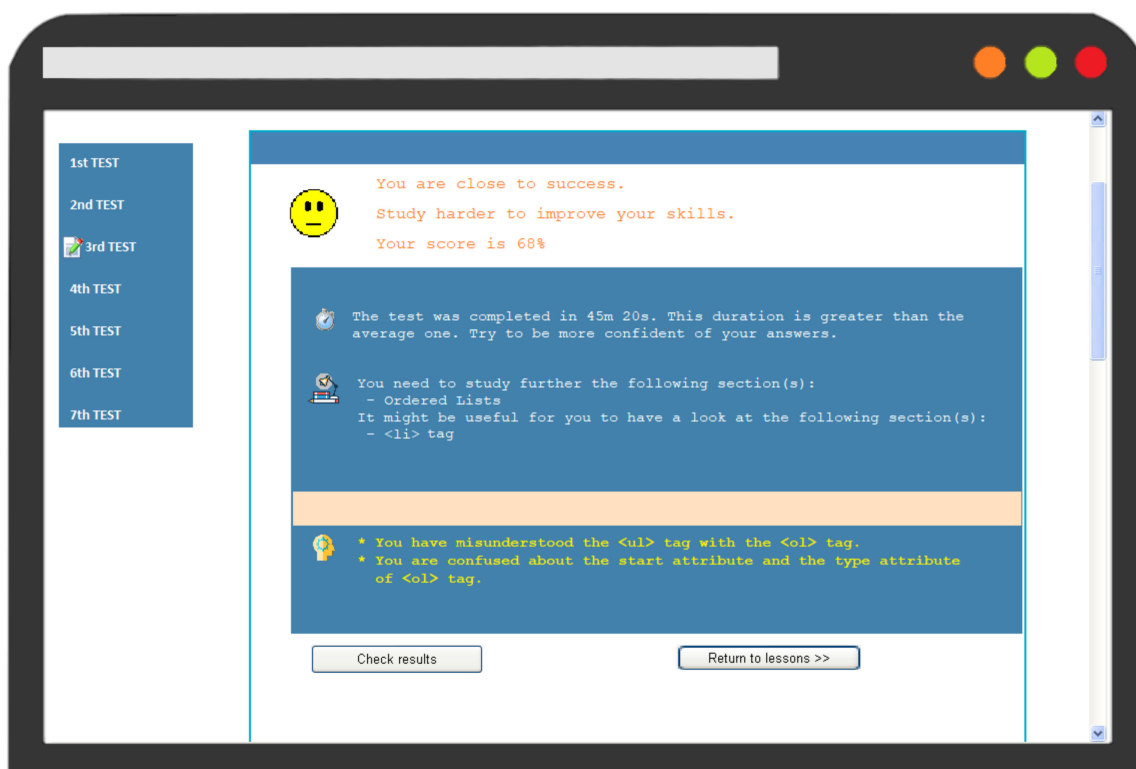 1st TEST
2nd TEST
3rd TEST
4th TEST
5th TEST
6th TEST
7th TEST
You are close to success.
Study harder to improve your skills.
Your score is 68%
The test was completed in 45m 20s. This duration is greater than the
average one. Try to be more confident of your answers.
You need to study further the following section(s):
- Ordered Lists
It might be useful for you to have a look at the following section(s):
- <li> tag
* You have misunderstood the <ul> tag with the <ol> tag.
* You are confused about the start attribute and the type attribute
of <ol> tag.
Check results
Return to lessons >>